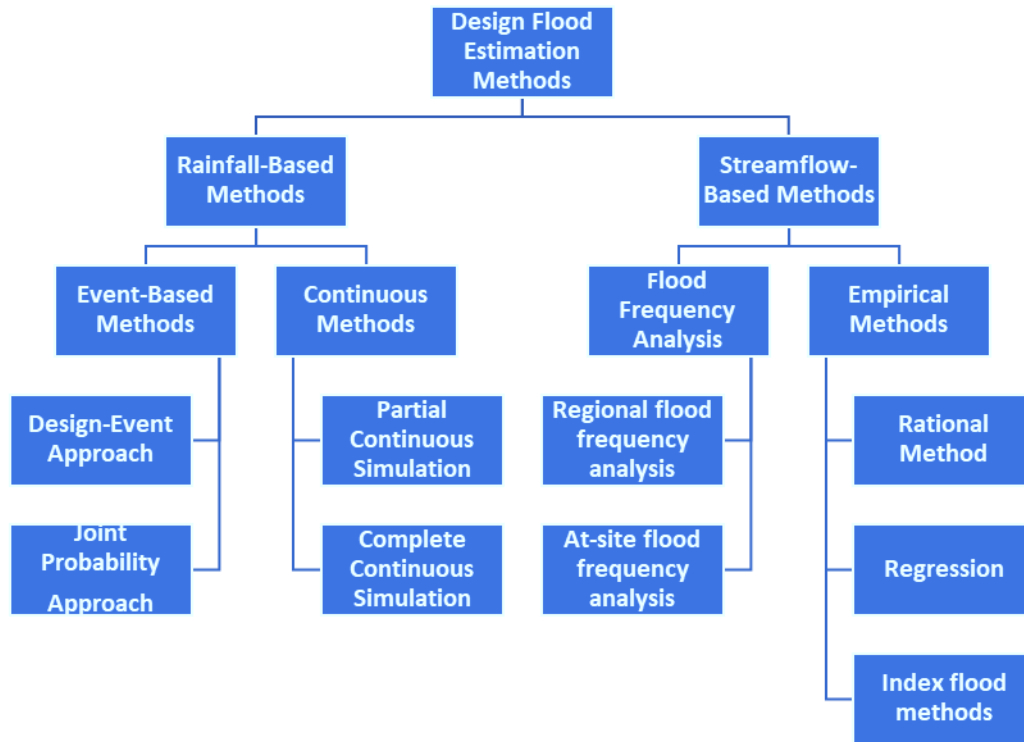 Design Flood
Estimation
Methods
Rainfall-Based
Methods
Streamflow-
Based Methods
Event-Based
Methods
Continuous
Methods
Flood
Frequency
Analysis
Empirical
Methods
Design-Event
Approach
Partial
Continuous
Simulation
Regional flood
frequency
analysis
Rational
Method
Joint
Probability
Approach
Complete
Continuous
Simulation
At-site flood
frequency
analysis
Regression
Index flood
methods